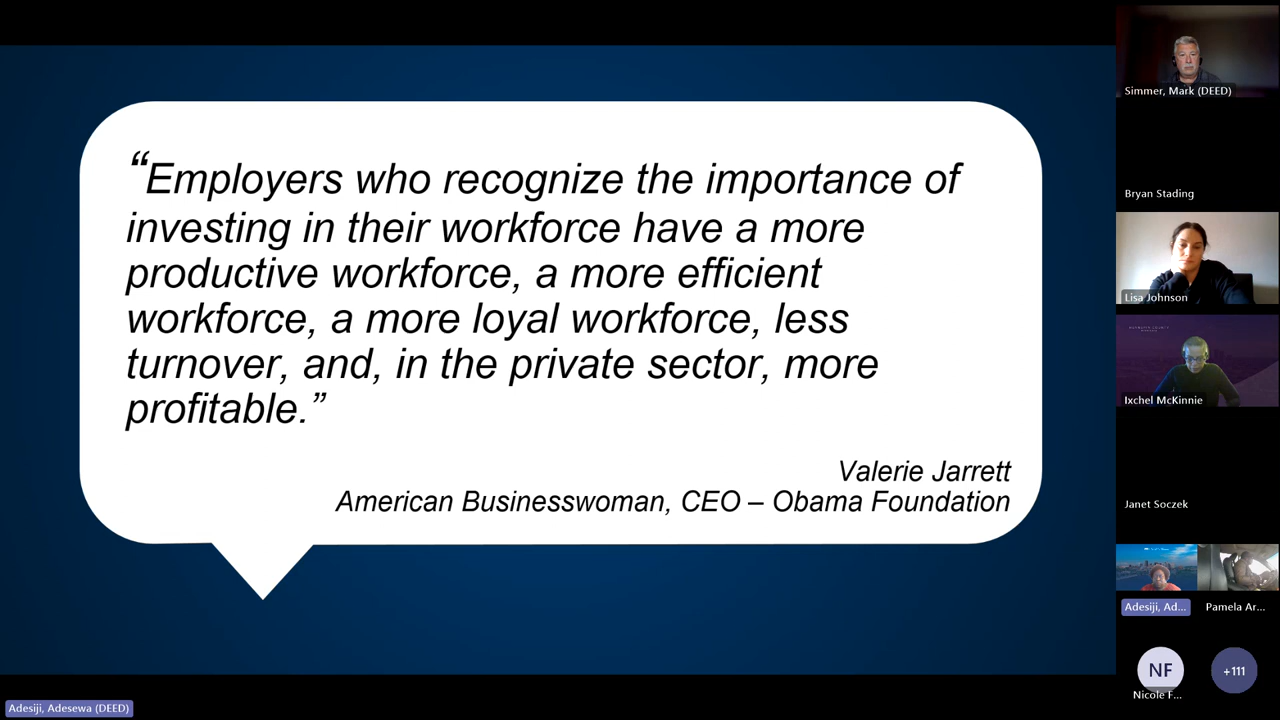 “Employers who recognize the importance of
investing in their workforce have a more
productive workforce, a more efficient
workforce, a more loyal workforce, less
turnover, and, in the private sector, more
profitable.”
Valerie Jarrett
American Businesswoman, CEO – Obama Foundation
Simmer, Mark (DEED)
Bryan Stading
Lisa Johnson
Ixchel McKinnie
Janet Soczek
Adesiji, Ad...
Pamela Ar...
NF
Nicole F...
+111
Adesiji, Adesewa (DEED)